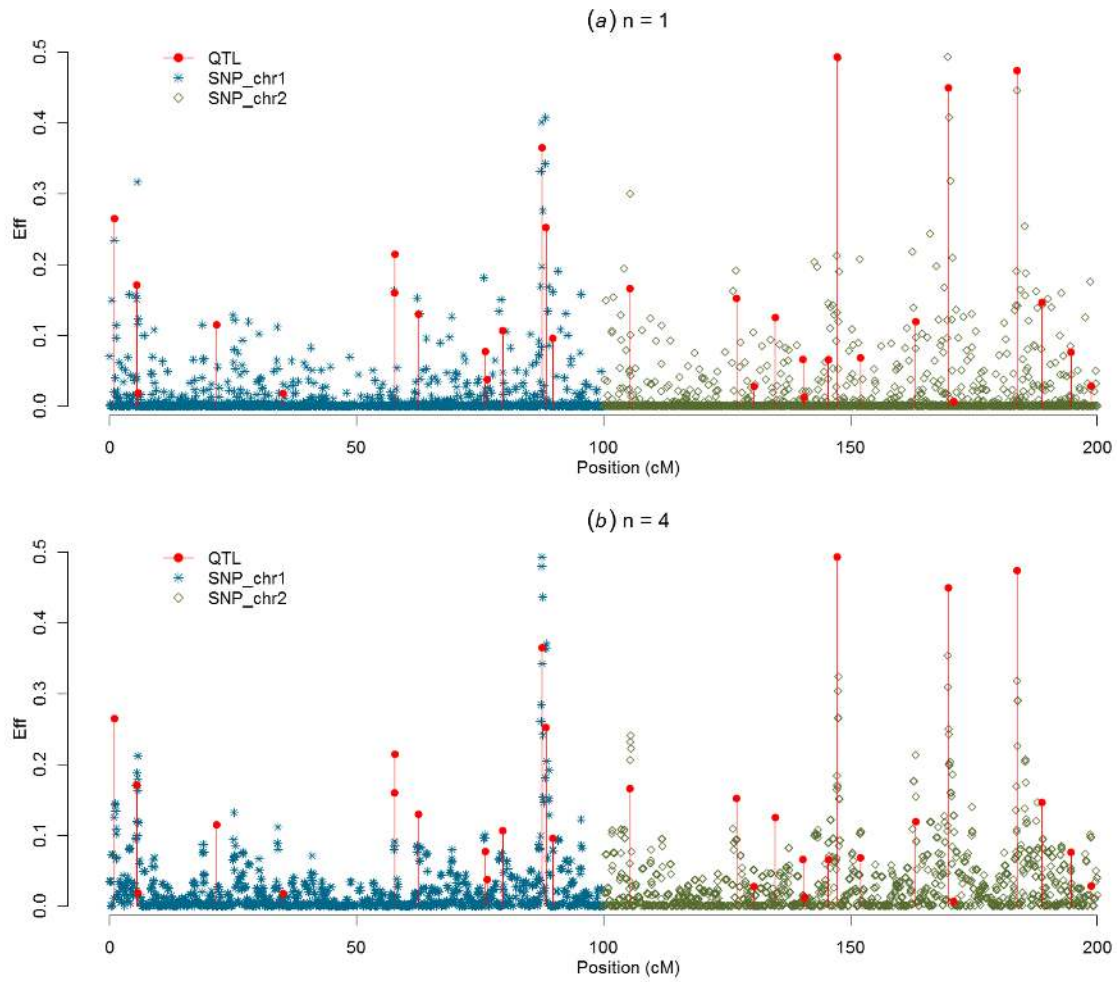 (a) n = 1
QTL
SNP_chr1
SNP_chr2
Eff
0.5
0.4
0.3
0.2
0.1
0.0
0 50 100 150 200
Position (cM)
(b) n = 4
QTL
SNP_chr1
SNP_chr2
Eff
0.5
0.4
0.3
0.2
0.1
0.0
0 50 100 150 200
Position (cM)